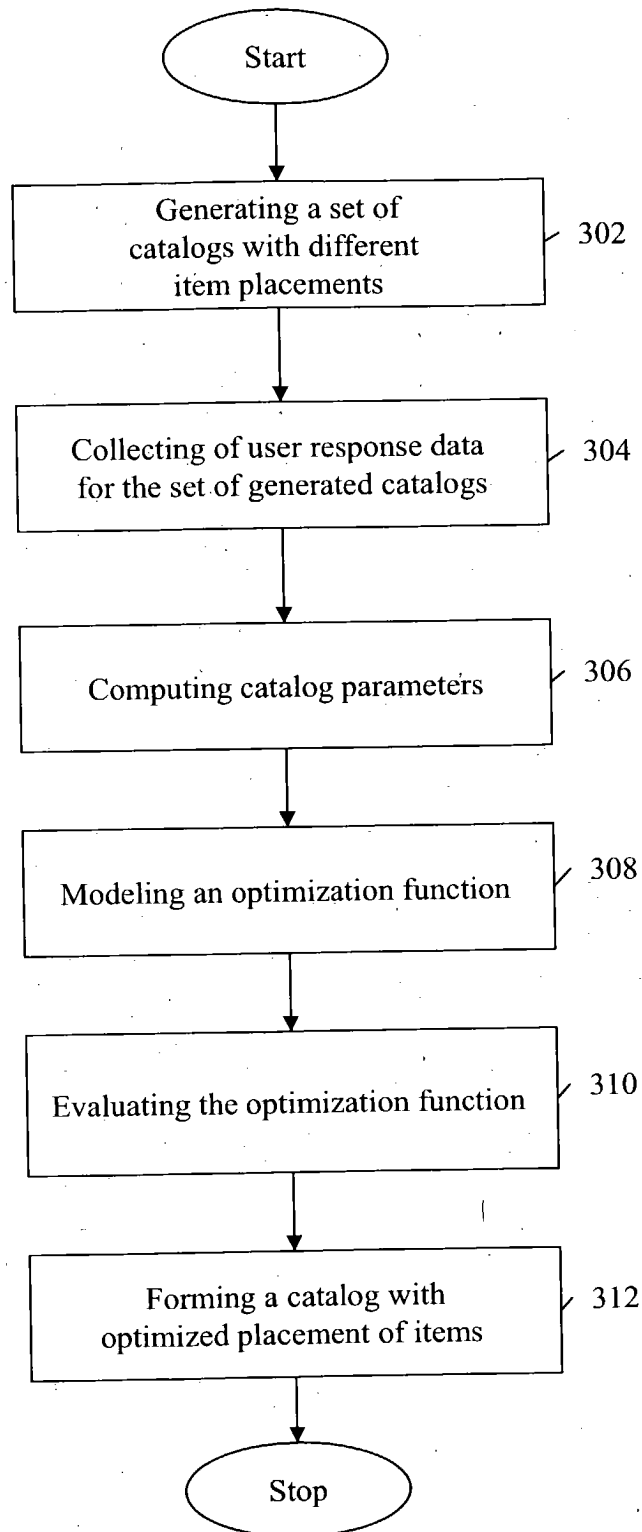 Start
Generating a set of
catalogs with different
item placements
302
Collecting of user response data
for the set of generated catalogs
304
Computing catalog parameters
306
Modeling an optimization function
308
Evaluating the optimization function
310
Forming a catalog with
optimized placement of items
312
Stop